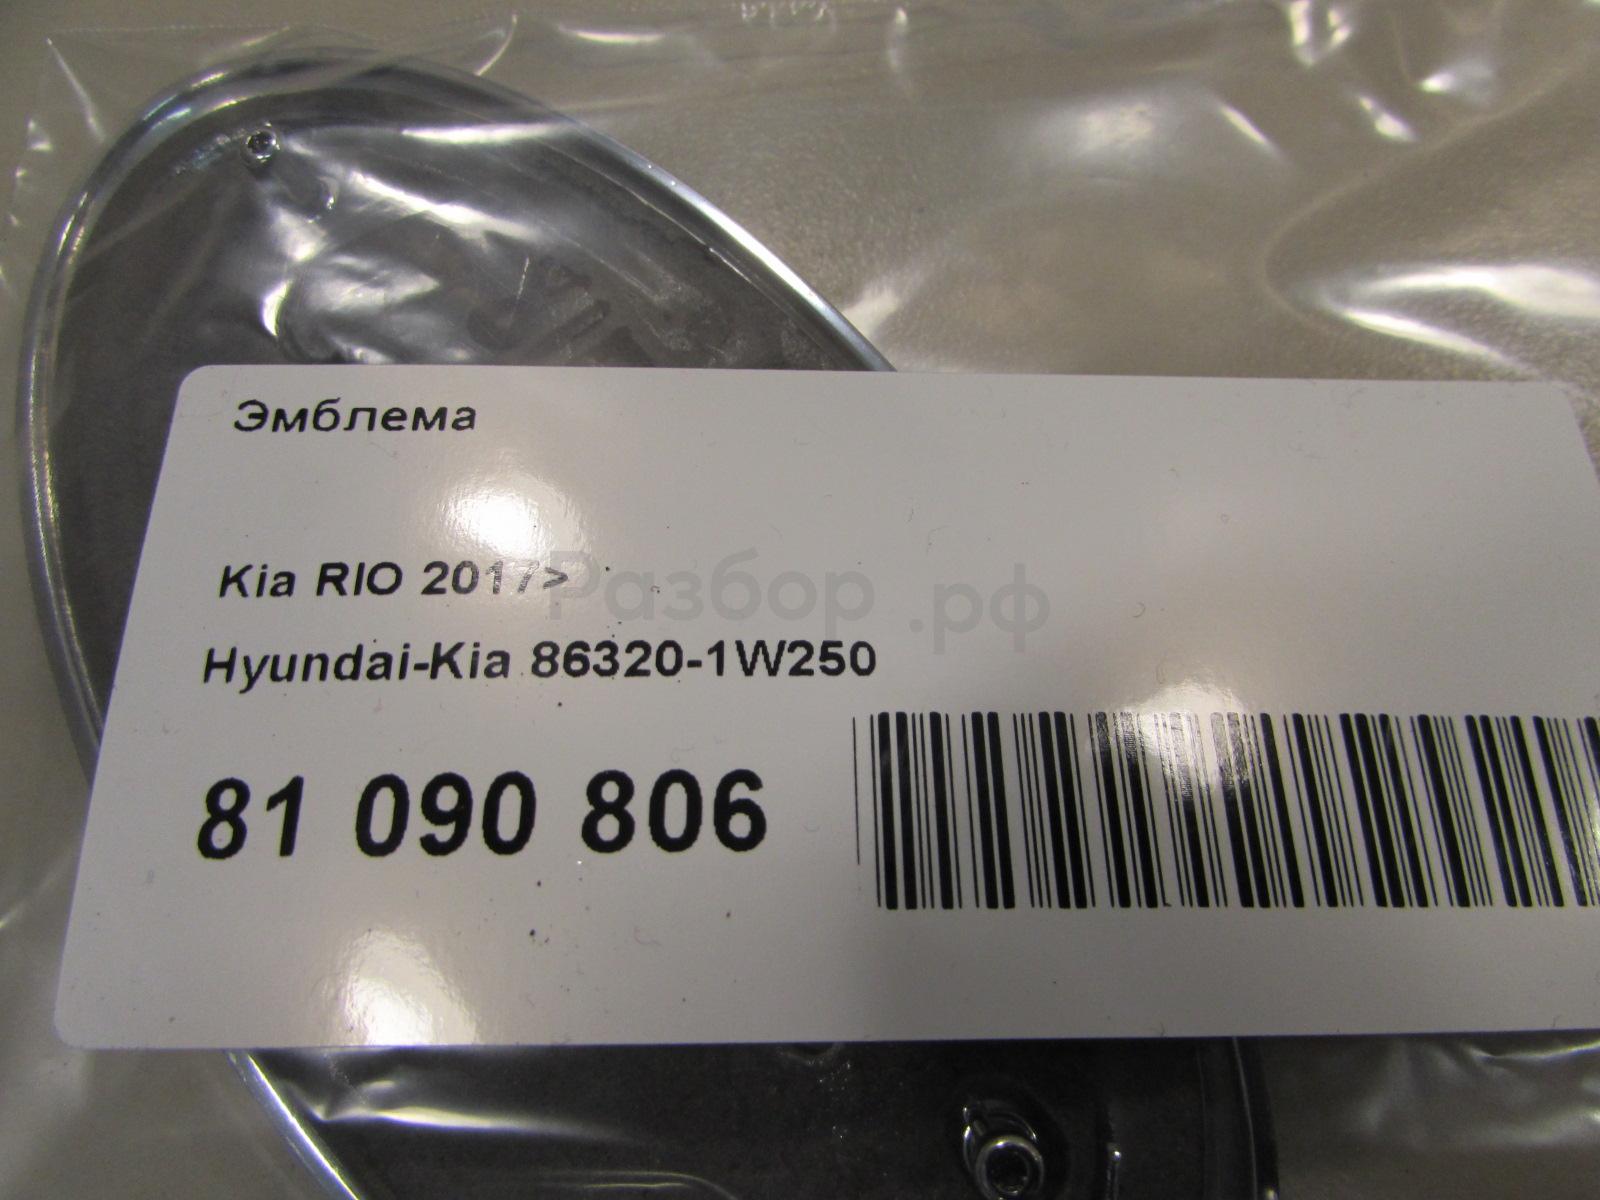 Эмблема
Kia RIO 2017>
Разбор.рф
Hyundai-Kia 86320-1W250
81 090 806